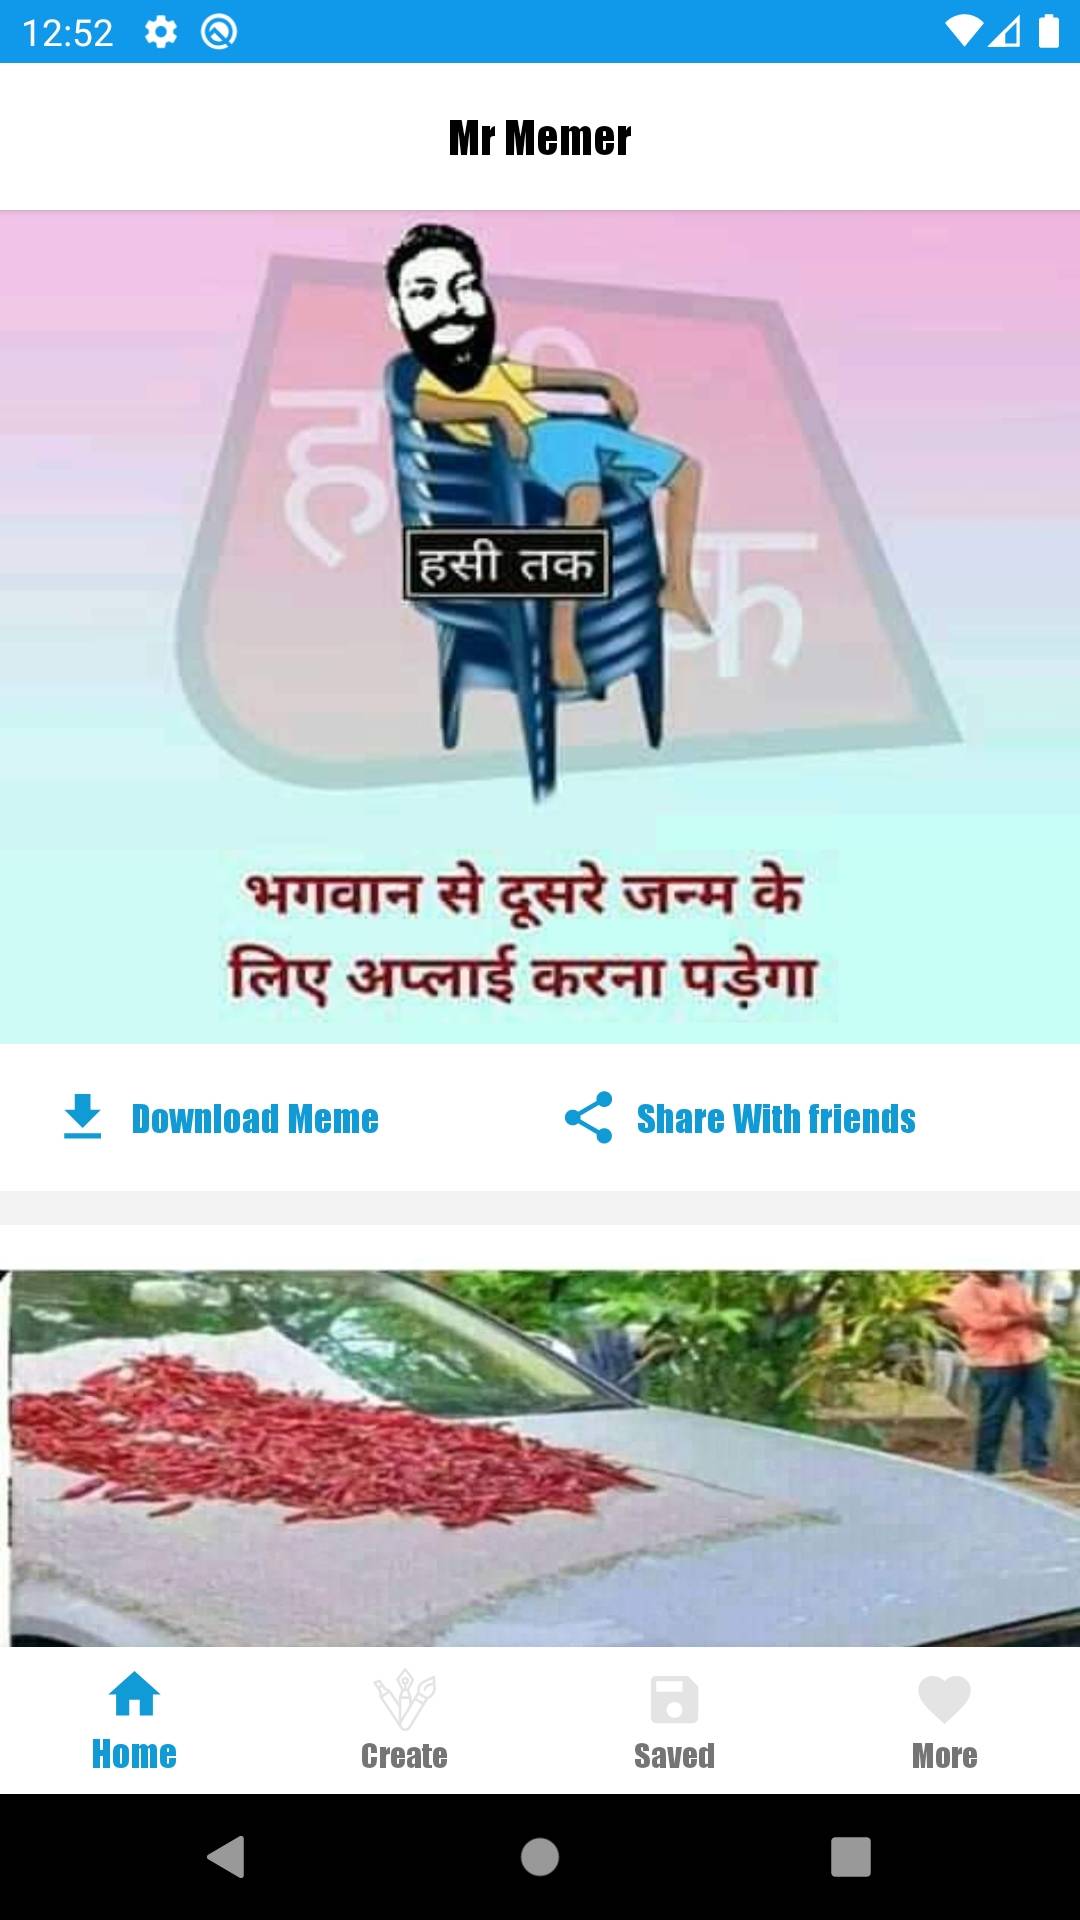 12:52
Mr Memer
हसी तक
भगवान से दूसरे जन्म के
लिए अप्लाई करना पड़ेगा
Download Meme
Share With friends
Home
Create
Saved
More